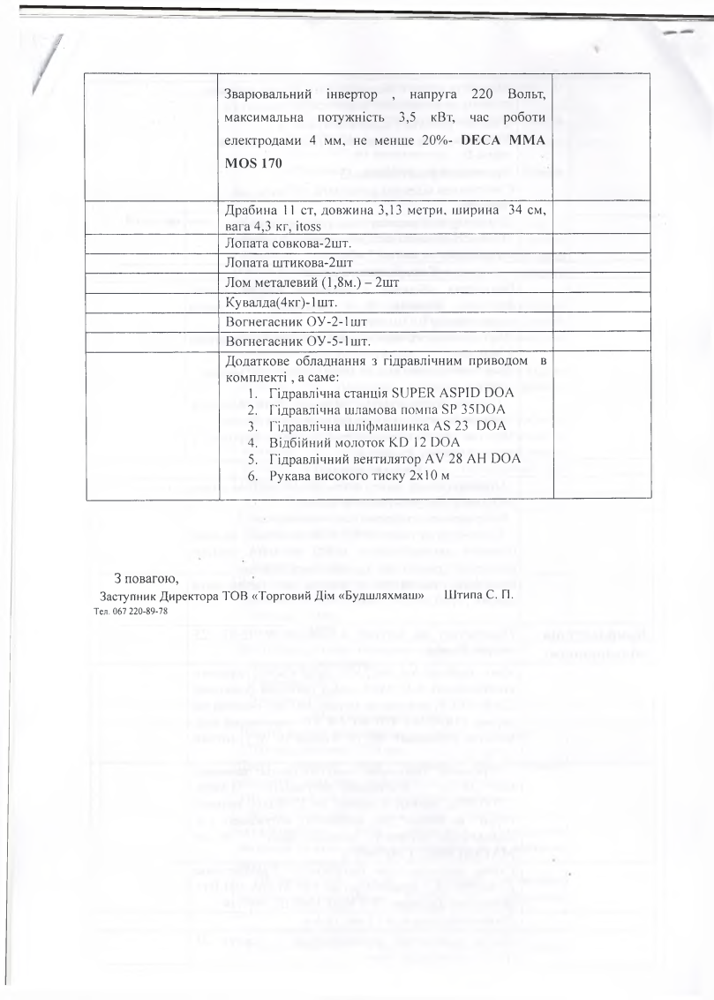 Зварювальний інвертор , напруга 220 Вольт,
максимальна потужність 3,5 кВт, час роботи
електродами 4 мм, не менше 20%- DECA MMA
MOS 170
Драбина 11 ст, довжина 3,13 метри, ширина 34 см,
вага 4,3 кг, itoss
Лопата совкова-2шт.
Лопата штикова-2шт
Лом металевий (1,8м.) – 2шт
Кувалда(4кг)-1шт.
Вогнегасник ОУ-2-1шт
Вогнегасник ОУ-5-1шт.
Додаткове обладнання з гідравлічним приводом в
комплекті , а саме:
1. Гідравлічна станція SUPER ASPID DOA
2. Гідравлічна шламова помпа SP 35DOA
3. Гідравлічна шліфмашинка AS 23 DOA
4. Відбійний молоток KD 12 DOA
5. Гідравлічний вентилятор AV 28 AH DOA
6. Рукава високого тиску 2х10 м
З повагою,
Заступник Директора ТОВ «Торговий Дім «Будшляхмаш» Штипа С. П.
Тел. 067 220-89-78